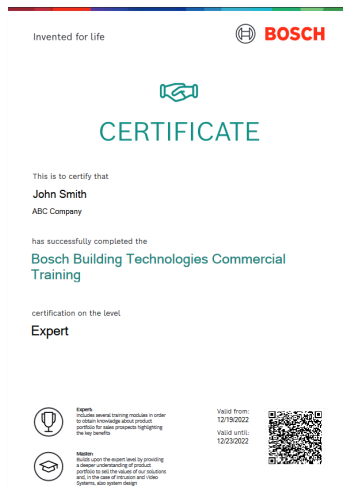 Invented for life
BOSCH
CERTIFICATE
This is to certify that
John Smith
ABC Company
has successfully completed the
Bosch Building Technologies Commercial
Training
certification on the level
Expert
Expert:
includes several training modules in order
to obtain knowledge about product
portfolio for sales prospects highlighting
the key benefits
Master:
Builds upon the expert level by providing
a deeper understanding of product
portfolio to sell the values of our solutions
and, in the case of Intrusion and Video
Systems, also system design
Valid from:
12/19/2022
Valid until:
12/23/2022